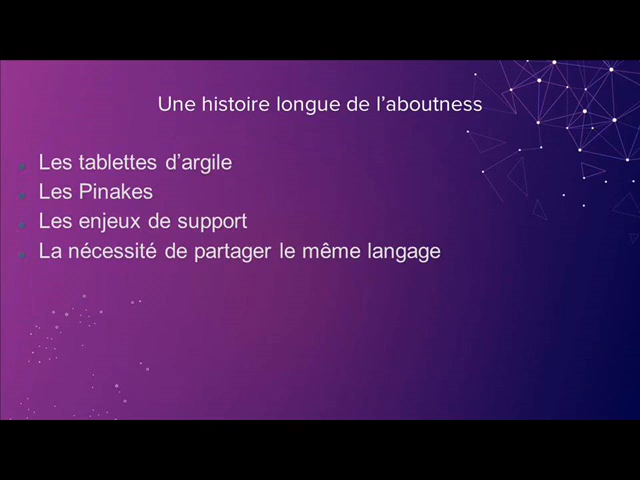 Une histoire longue de l’aboutness
Les tablettes d’argile
Les Pinakes
Les enjeux de support
La nécessité de partager le même langage